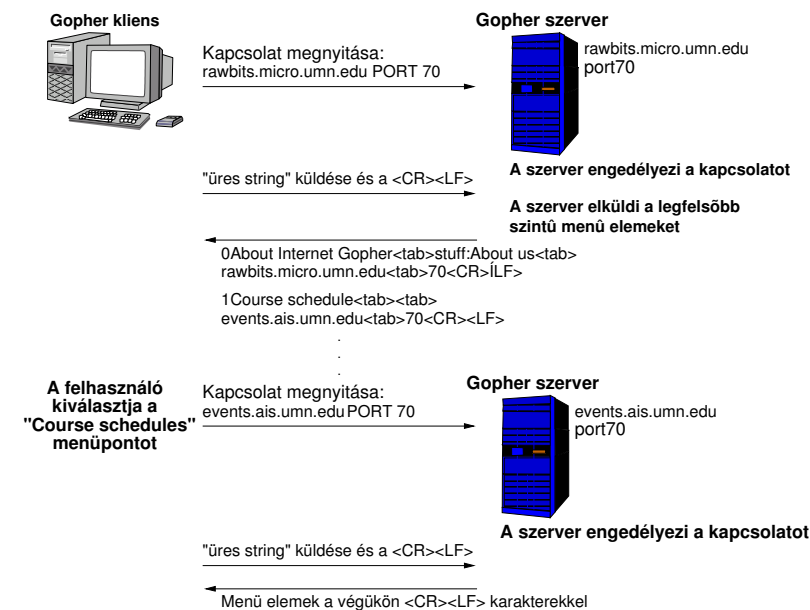 Gopher kliens
Gopher szerver
Kapcsolat megnyitása:
rawbits.micro.umn.edu PORT 70
rawbits.micro.umn.edu
port70
A szerver engedélyezi a kapcsolatot
"üres string" küldése és a <CR><LF>
A szerver elküldi a legfelsõbb
szintû menû elemeket
0About Internet Gopher<tab>stuff:About us<tab>
rawbits.micro.umn.edu<tab>70<CR>ÍLF>
1Course schedule<tab><tab>
events.ais.umn.edu<tab>70<CR><LF>
.
.
.
A felhasználó
kiválasztja a
"Course schedules"
menüpontot
Kapcsolat megnyitása:
events.ais.umn.edu PORT 70
Gopher szerver
events.ais.umn.edu
port70
A szerver engedélyezi a kapcsolatot
"üres string" küldése és a <CR><LF>
Menü elemek a végükön <CR><LF> karakterekkel